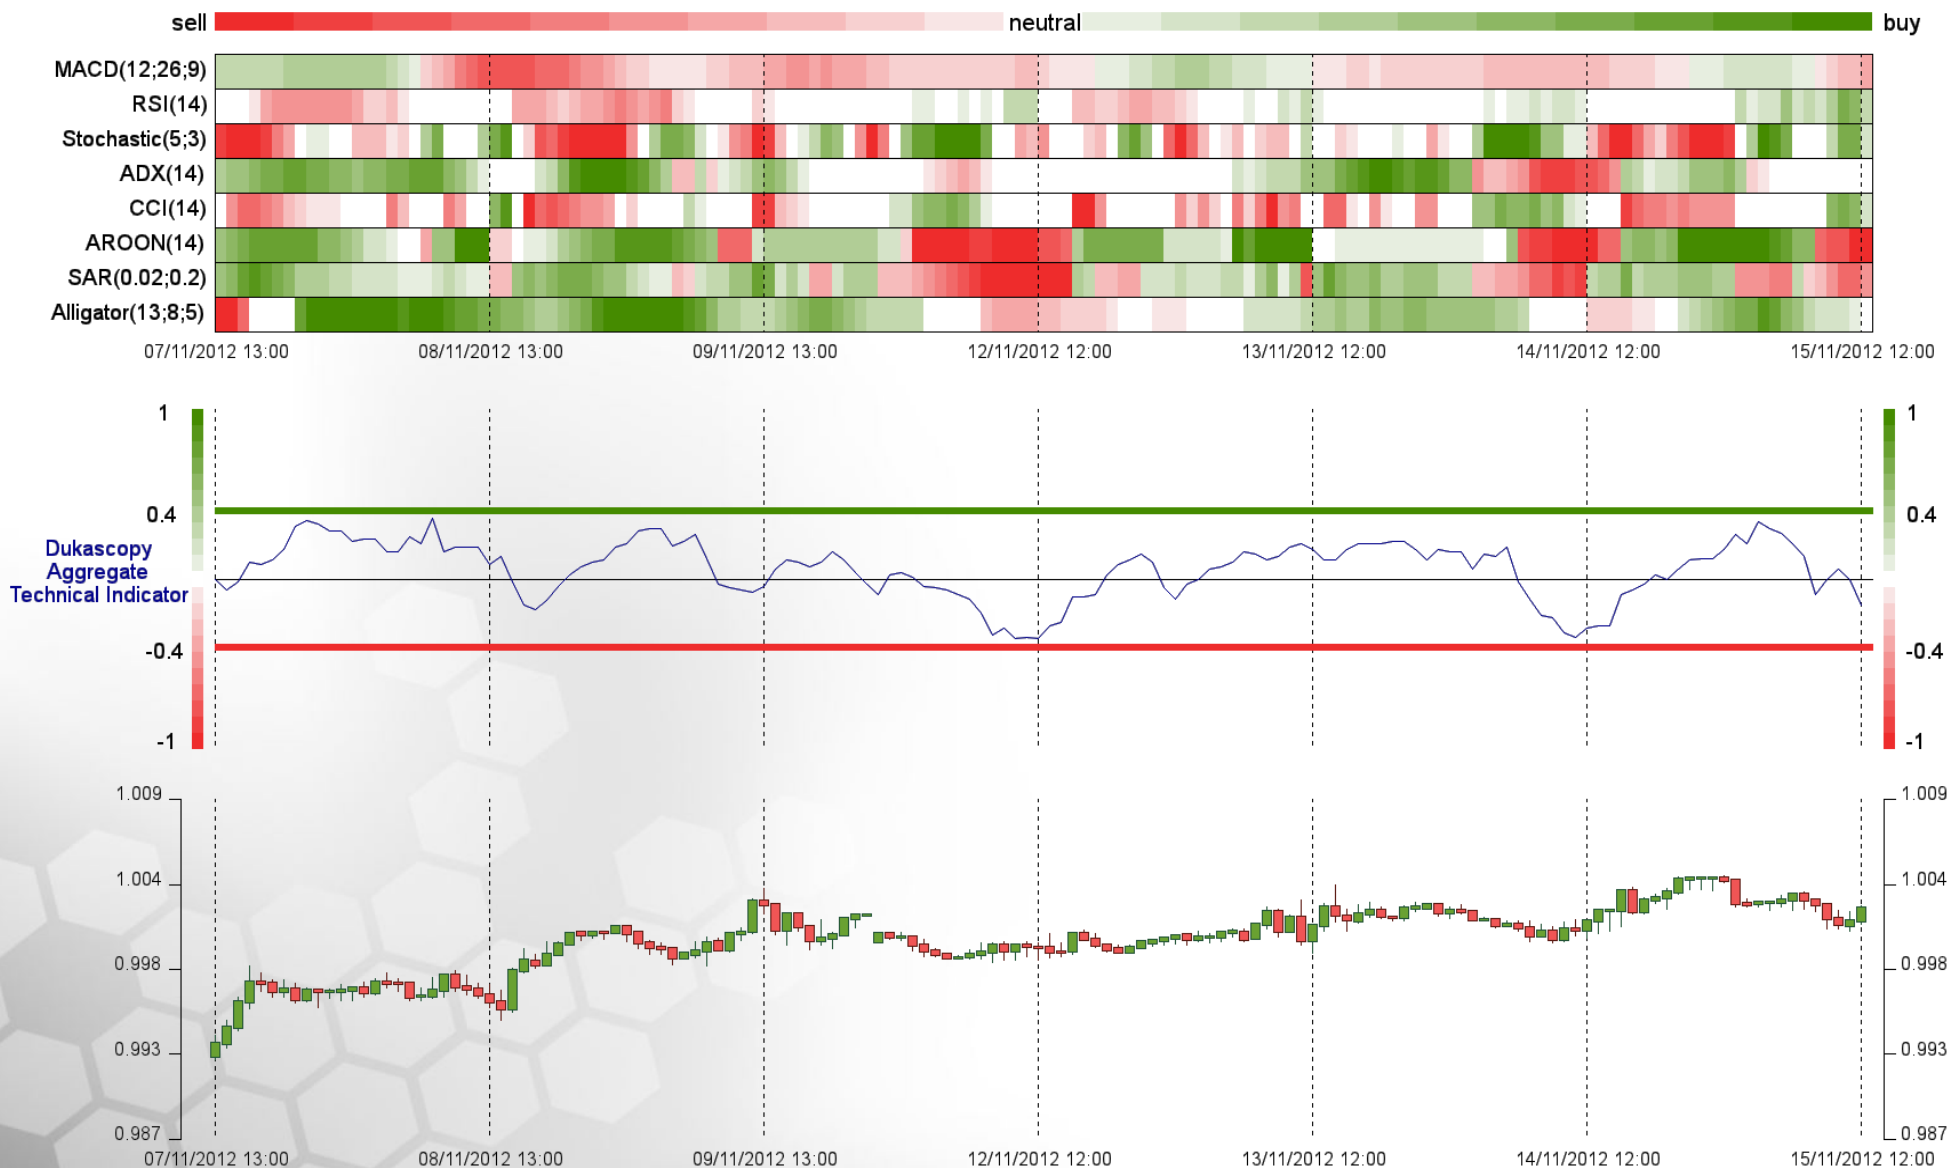 sell neutral buy
MACD(12;26;9)
RSI(14)
Stochastic(5;3)
ADX(14)
CCI(14)
AROON(14)
SAR(0.02;0.2)
Alligator(13;8;5)
07/11/2012 13:00 08/11/2012 13:00 09/11/2012 13:00 12/11/2012 12:00 13/11/2012 12:00 14/11/2012 12:00 15/11/2012 12:00
1 1
0.4 0.4
Dukascopy
Aggregate
Technical Indicator
-0.4 -0.4
-1 -1
1.009 1.009
1.004 1.004
0.998 0.998
0.993 0.993
0.987 0.987
07/11/2012 13:00 08/11/2012 13:00 09/11/2012 13:00 12/11/2012 12:00 13/11/2012 12:00 14/11/2012 12:00 15/11/2012 12:00